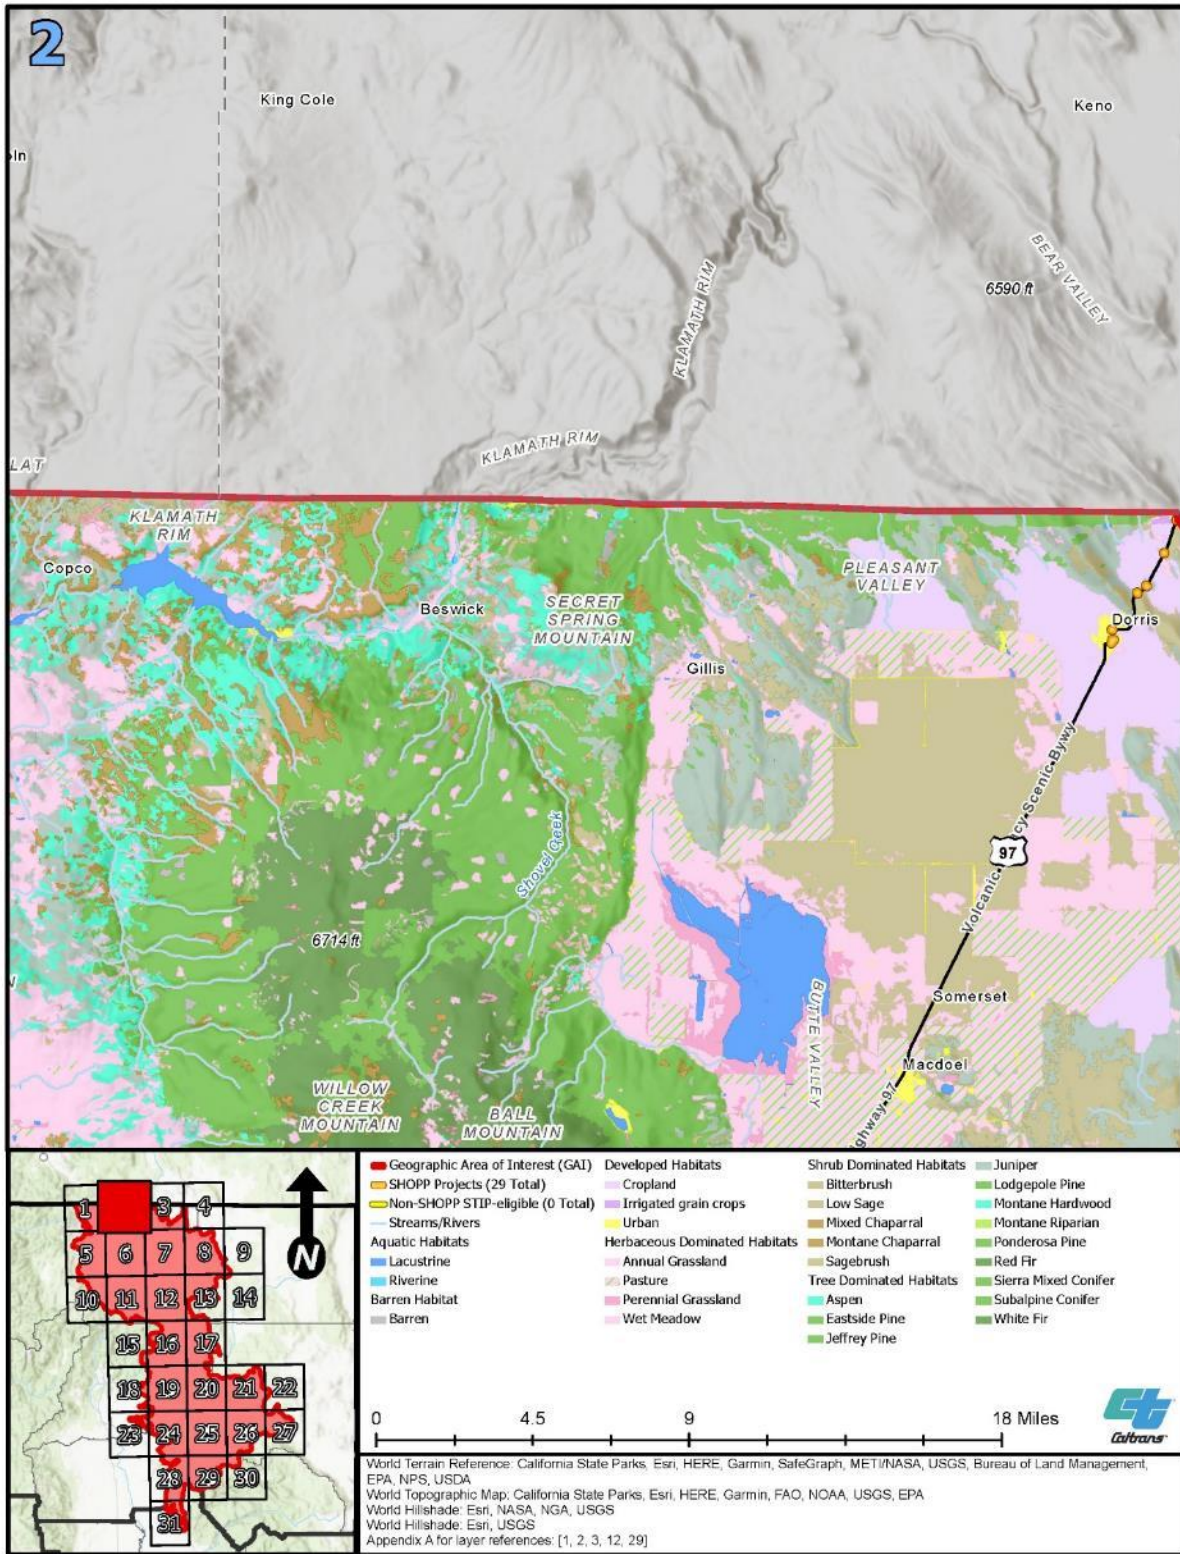 2
King Cole
Keno
oln
KLAMATH RIM
BEAR VALLEY
6590 ft
KLAMATH RIM
LAT
KLAMATH
RIM
Copco
PLEASANT
VALLEY
Beswick
SECRET
SPRING
MOUNTAIN
Dorris
Gillis
Volcanic
cy Scenic Bywy
97
Shovel Creek
6714 ft
Somerset
BUTTE VALLEY
Macdoel
ghway 97
WILLOW
CREEK
MOUNTAIN
BALL
MOUNTAIN
1
3
4
5
6
7
8
9
10
11
12
13
14
15
16
17
18
19
20
21
22
23
24
25
26
27
28
29
30
31
N
Geographic Area of Interest (GAI)
SHOPP Projects (29 Total)
Non-SHOPP STIP-eligible (0 Total)
Streams/Rivers
Aquatic Habitats
Lacustrine
Riverine
Barren Habitat
Barren
Developed Habitats
Cropland
Irrigated grain crops
Urban
Herbaceous Dominated Habitats
Annual Grassland
Pasture
Perennial Grassland
Wet Meadow
Shrub Dominated Habitats
Bitterbrush
Low Sage
Mixed Chaparral
Montane Chaparral
Sagebrush
Tree Dominated Habitats
Aspen
Eastside Pine
Jeffrey Pine
Juniper
Lodgepole Pine
Montane Hardwood
Montane Riparian
Ponderosa Pine
Red Fir
Sierra Mixed Conifer
Subalpine Conifer
White Fir
0 4.5 9 18 Miles
Caltrans
World Terrain Reference: California State Parks, Esri, HERE, Garmin, SafeGraph, METI/NASA, USGS, Bureau of Land Management,
EPA, NPS, USDA
World Topographic Map: California State Parks, Esri, HERE, Garmin, FAO, NOAA, USGS, EPA
World Hillshade: Esri, NASA, NGA, USGS
World Hillshade: Esri, USGS
Appendix A for layer references: [1, 2, 3, 12, 29]